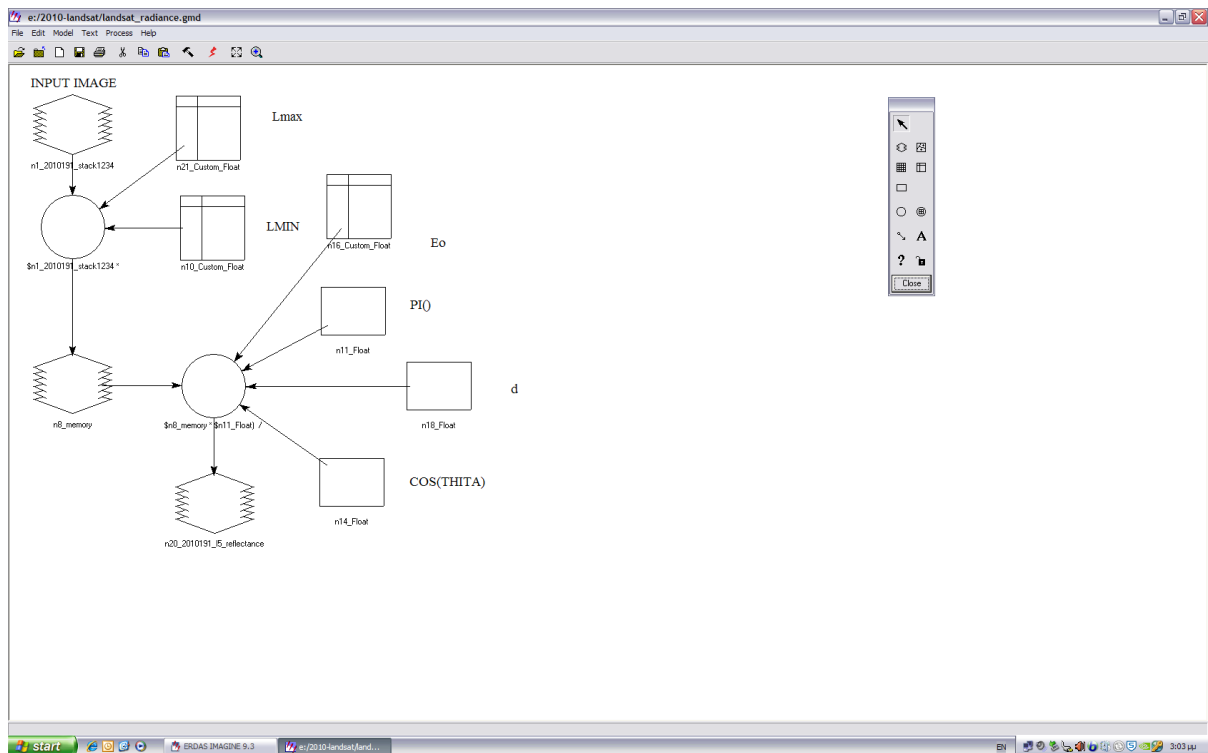 e:/2010-landsat/landsat_radiance.gmd
File Edit Model Text Process Help
INPUT IMAGE
n1_2010191_stack1234
Lmax
n21_Custom_Float
LMIN
n10_Custom_Float
$n1_2010191_stack1234 *
n16_Custom_Float
Eo
PI()
n11_Float
n8_memory
$n8_memory * $n11_Float) /
d
n18_Float
COS(THITA)
n14_Float
n20_2010191_l5_reflectance
A
?
Close
start
ERDAS IMAGINE 9.3
e:/2010-landsat/land...
EN
3:03 μμ